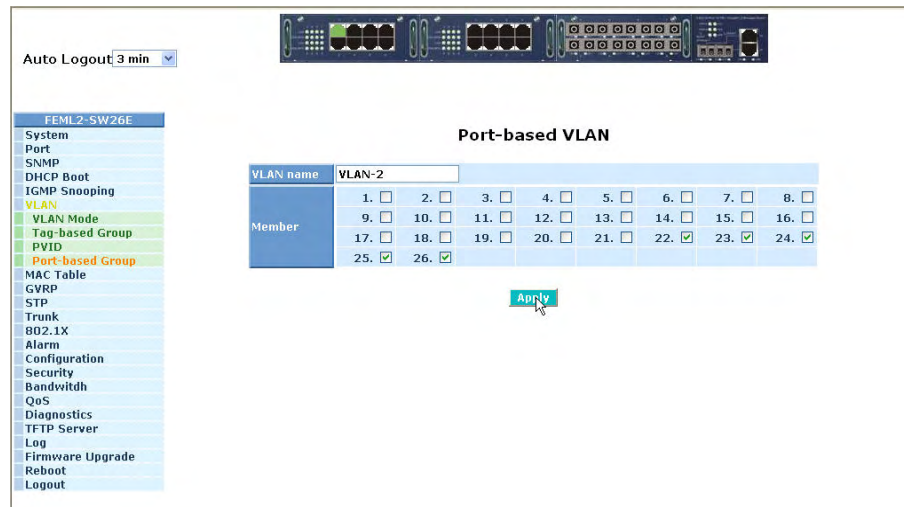 Auto Logout 3 min
FEML2-SW26E
System
Port
SNMP
DHCP Boot
IGMP Snooping
VLAN
VLAN Mode
Tag-based Group
PVID
Port-based Group
MAC Table
GVRP
STP
Trunk
802.1X
Alarm
Configuration
Security
Bandwitdh
QoS
Diagnostics
TFTP Server
Log
Firmware Upgrade
Reboot
Logout
Port-based VLAN
VLAN name VLAN-2
Member
1. 2. 3. 4. 5. 6. 7. 8.
9. 10. 11. 12. 13. 14. 15. 16.
17. 18. 19. 20. 21. 22. 23. 24.
25. 26.
Apply